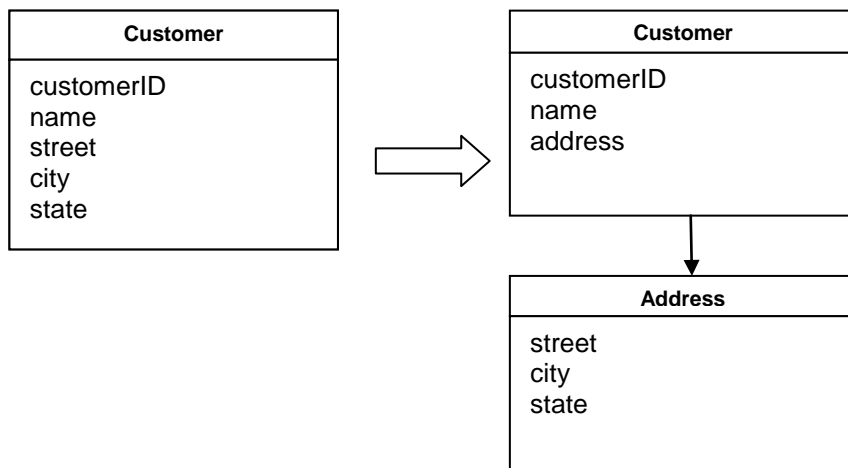 Customer
customerID
name
street
city
state
Customer
customerID
name
address
Address
street
city
state